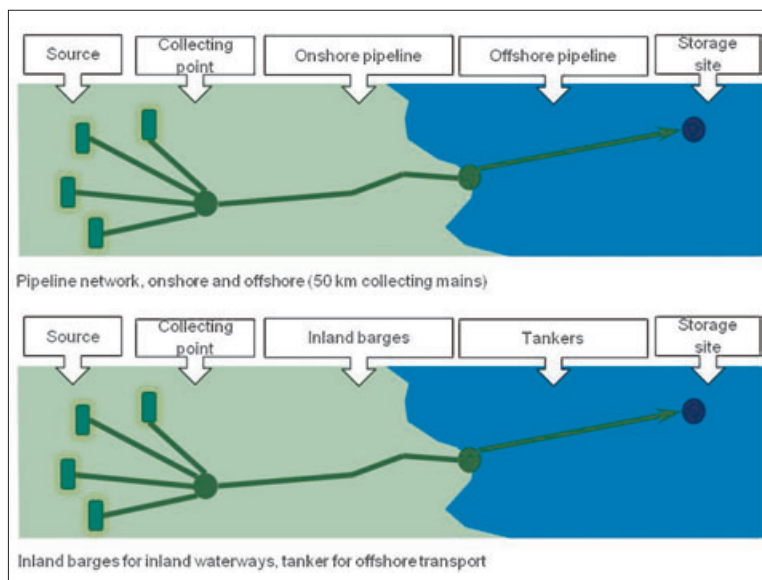 Source
Collecting
point
Onshore pipeline
Offshore pipeline
Storage
site
Pipeline network, onshore and offshore (50 km collecting mains)
Source
Collecting
point
Inland barges
Tankers
Storage
site
Inland barges for inland waterways, tanker for offshore transport